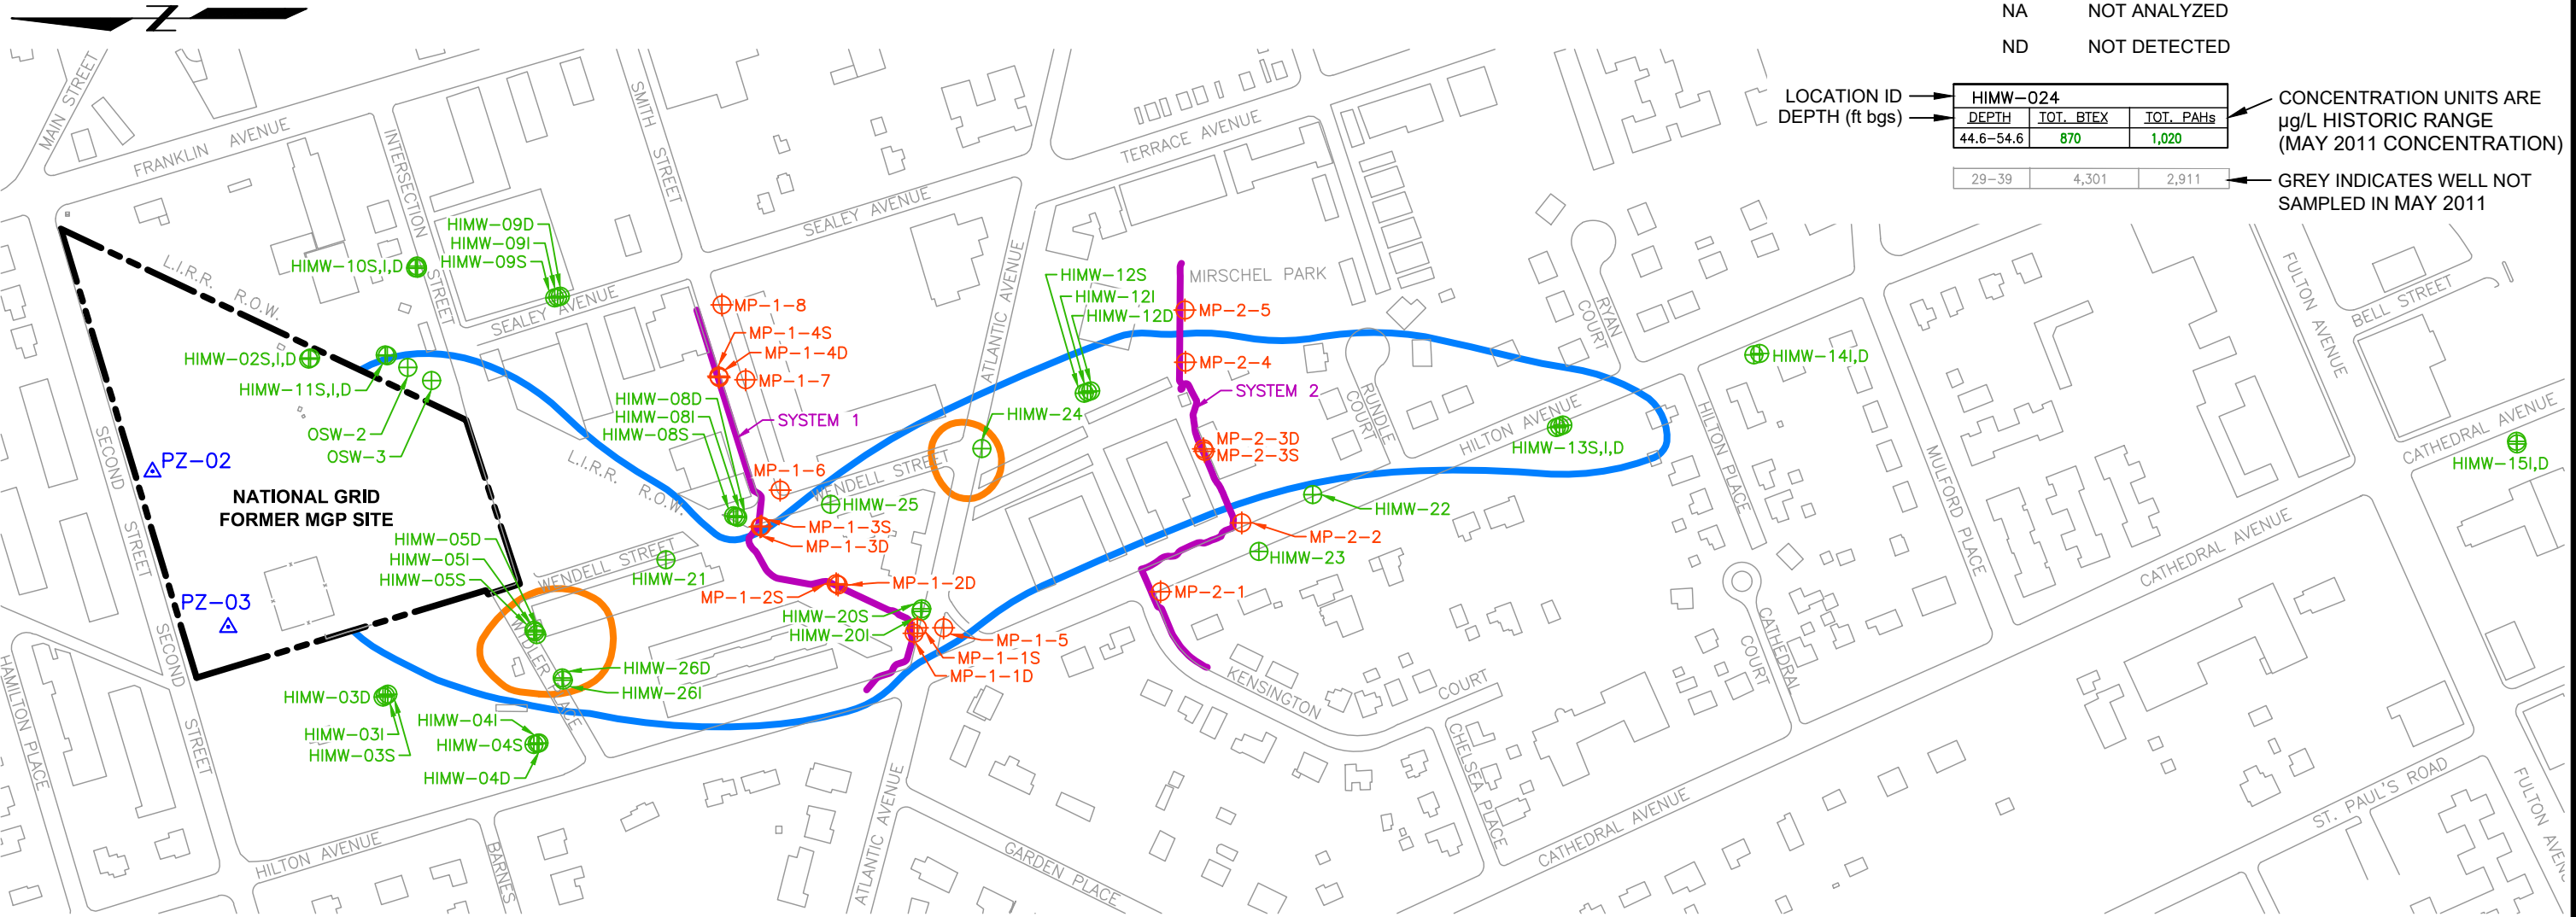 Z
NA NOT ANALYZED
ND NOT DETECTED
LOCATION ID
DEPTH (ft bgs)
HIMW-024
DEPTH TOT. BTEX TOT. PAHs
44.6-54.6 870 1,020
CONCENTRATION UNITS ARE
µg/L HISTORIC RANGE
(MAY 2011 CONCENTRATION)
29-39 4,301 2,911
GREY INDICATES WELL NOT
SAMPLED IN MAY 2011
MAIN STREET
FRANKLIN AVENUE
INTERSECTION
STREET
SMITH
STREET
SEALEY AVENUE
TERRACE AVENUE
ATLANTIC AVENUE
HIMW-09D
HIMW-09I
HIMW-09S
HIMW-10S,I,D
L.I.R.R. R.O.W.
SEALEY AVENUE
HIMW-02S,I,D
HIMW-11S,I,D
OSW-2
OSW-3
MP-1-8
MP-1-4S
MP-1-4D
MP-1-7
SYSTEM 1
HIMW-08D
HIMW-08I
HIMW-08S
L.I.R.R. R.O.W.
MP-1-6
WENDELL STREET
HIMW-25
HIMW-24
HIMW-12S
HIMW-12I
HIMW-12D
MIRSCHEL PARK
MP-2-5
MP-2-4
SYSTEM 2
MP-2-3D
MP-2-3S
RUNDLE
COURT
RYAN
COURT
HILTON AVENUE
HIMW-13S,I,D
HIMW-14I,D
HILTON PLACE
MULFORD PLACE
FULTON AVENUE
BELL STREET
CATHEDRAL AVENUE
HIMW-15I,D
PZ-02
NATIONAL GRID
FORMER MGP SITE
SECOND
STREET
PZ-03
SECOND
STREET
HAMILTON PLACE
HIMW-05D
HIMW-05I
HIMW-05S
WENDELL STREET
HIMW-21
MP-1-3S
MP-1-3D
MP-1-2D
MP-1-2S
HIMW-20S
HIMW-20I
MP-1-5
MP-1-1S
MP-1-1D
HIMW-26D
HIMW-26I
HIMW-03D
HIMW-03I
HIMW-03S
HIMW-04I
HIMW-04S
HIMW-04D
HIMW-22
MP-2-2
HIMW-23
MP-2-1
KENSINGTON
COURT
CHELSEA PLACE
CATHEDRAL
COURT
CATHEDRAL AVENUE
CATHEDRAL AVENUE
ST. PAUL'S ROAD
HILTON AVENUE
BARNES
ATLANTIC AVENUE
GARDEN PLACE